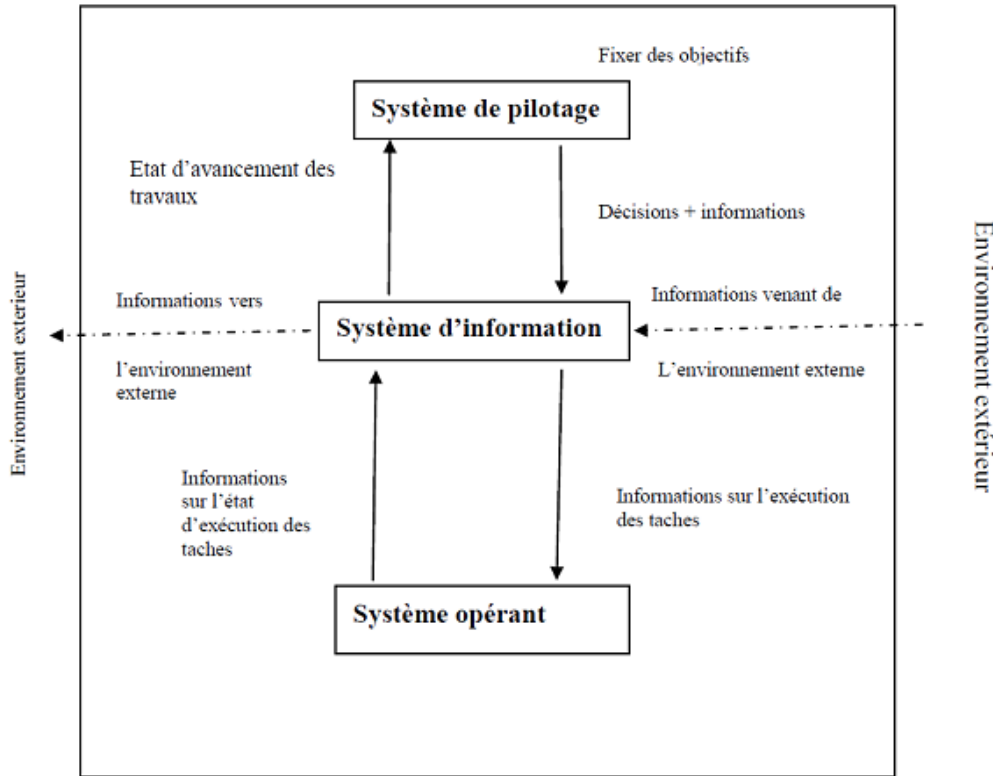 Fixer des objectifs
Système de pilotage
Etat d’avancement des
travaux
Décisions + informations
Environnement exterieur
Informations vers
l’environnement
externe
Système d’information
Informations venant de
L’environnement externe
Environnement extérieur
Informations
sur l’état
d’exécution des
taches
Informations sur l’exécution
des taches
Système opérant